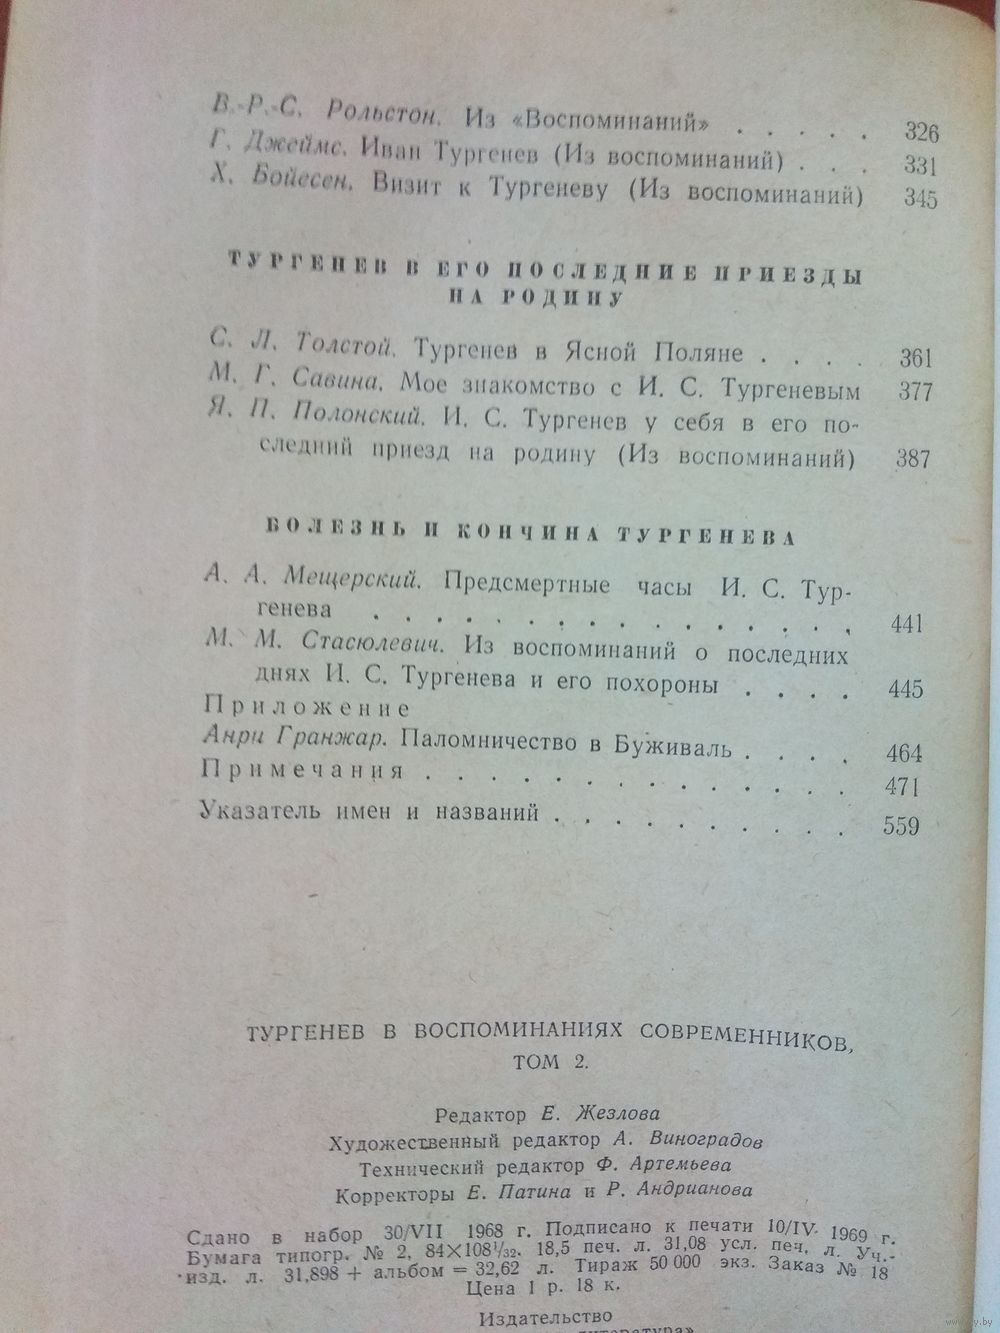 В.-Р.-С. Рольстон. Из «Воспоминаний» . . . . . 326
Г. Джеймс. Иван Тургенев (Из воспоминаний) . . . 331
Х. Бойесен. Визит к Тургеневу (Из воспоминаний) 345
ТУРГЕНЕВ В ЕГО ПОСЛЕДНИЕ ПРИЕЗДЫ
НА РОДИНУ
С. Л. Толстой. Тургенев в Ясной Поляне . . . . 361
М. Г. Савина. Мое знакомство с И. С. Тургеневым 377
Я. П. Полонский. И. С. Тургенев у себя в его по-
следний приезд на родину (Из воспоминаний) 387
БОЛЕЗНЬ И КОНЧИНА ТУРГЕНЕВА
А. А. Мещерский. Предсмертные часы И. С. Тур-
генева . . . . . . . . . . . . . . . . 441
М. М. Стасюлевич. Из воспоминаний о последних
днях И. С. Тургенева и его похороны . . . . 445
Приложение
Анри Гранжар. Паломничество в Буживаль . . . . 464
Примечания . . . . . . . . . . . . . . 471
Указатель имен и названий . . . . . . . . . . 559
ТУРГЕНЕВ В ВОСПОМИНАНИЯХ СОВРЕМЕННИКОВ,
ТОМ 2.
Редактор Е. Жезлова
Художественный редактор А. Виноградов
Технический редактор Ф. Артемьева
Корректоры Е. Патина и Р. Андрианова
Сдано в набор 30/VII 1968 г. Подписано к печати 10/IV 1969 г.
Бумага типогр. № 2, 84×108¹/₃₂. 18,5 печ. л. 31,08 усл. печ. л. Уч.-
изд. л. 31,898 + альбом = 32,62 л. Тираж 50 000 экз. Заказ № 18
Цена 1 р. 18 к.
Издательство